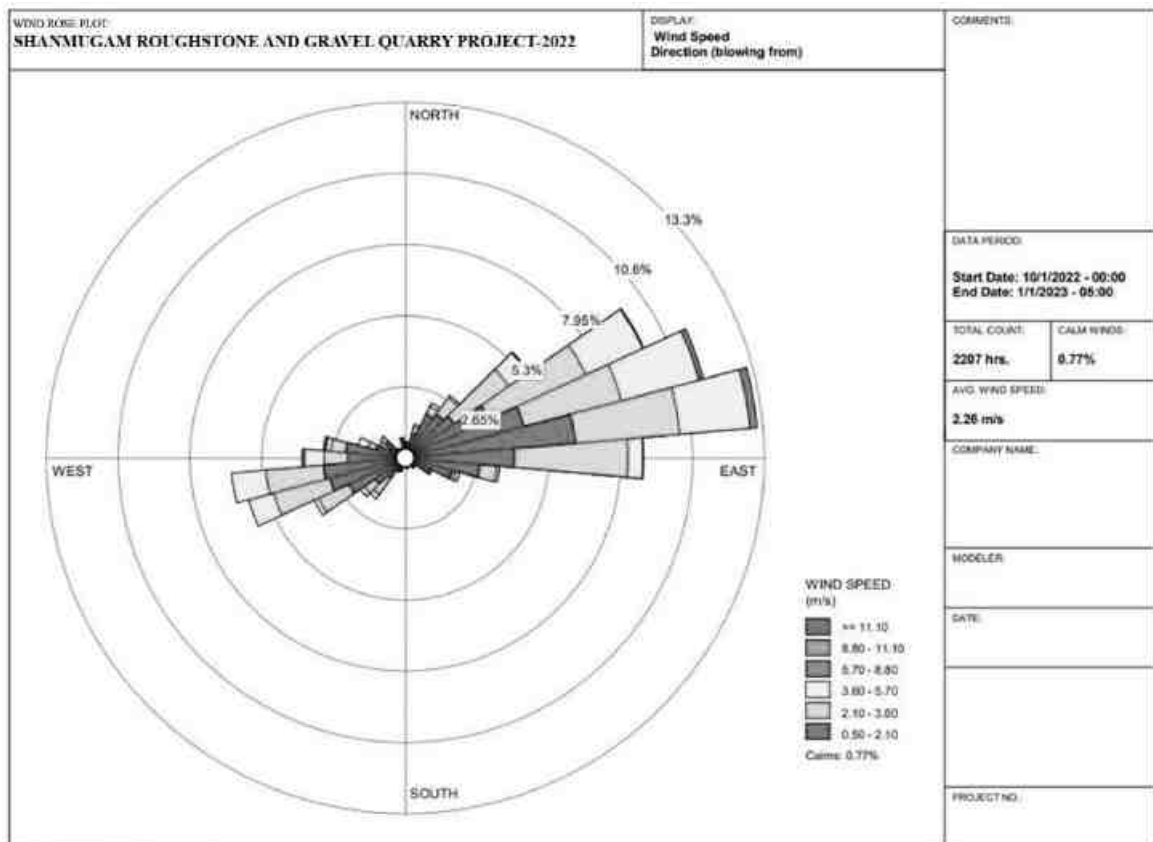 WIND ROSE PLOT:
SHANMUGAM ROUGHSTONE AND GRAVEL QUARRY PROJECT-2022
DISPLAY:
Wind Speed
Direction (blowing from)
COMMENTS:
NORTH
13.3%
10.6%
7.95%
5.3%
2.65%
WEST
EAST
SOUTH
WIND SPEED
(m/s)
>= 11.10
8.80 - 11.10
5.70 - 8.80
3.60 - 5.70
2.10 - 3.60
0.50 - 2.10
Calms: 0.77%
DATA PERIOD:
Start Date: 10/1/2022 - 00:00
End Date: 1/1/2023 - 05:00
TOTAL COUNT:
2207 hrs.
CALM WINDS:
0.77%
AVG. WIND SPEED:
2.26 m/s
COMPANY NAME:
MODELER:
DATE:
PROJECT NO.: